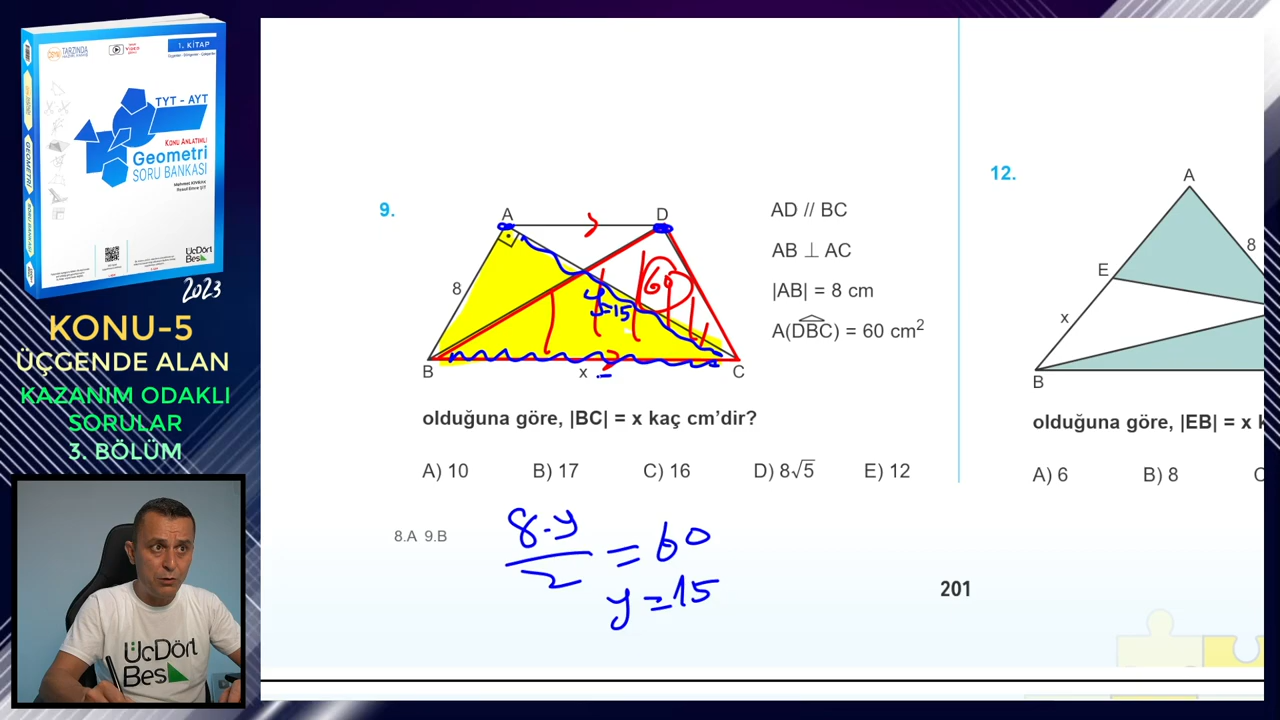 TARZINDA
1. KİTAP
TYT - AYT
KONU ANLATIMLI
Geometri
SORU BANKASI
ÜçDört
Beş
2023
KONU-5
ÜÇGENDE ALAN
KAZANIM ODAKLI
SORULAR
3. BÖLÜM
ÜçDört
Beş
9.
A
D
8
B
x
C
60
y=15
AD // BC
AB ⊥ AC
|AB| = 8 cm
A(DBC) = 60 cm²
olduğuna göre, |BC| = x kaç cm'dir?
A) 10 B) 17 C) 16 D) 8√5 E) 12
8.A 9.B
8.y/2 = 60
y=15
201
12.
A
8
E
x
B
olduğuna göre, |EB| = x
A) 6 B) 8